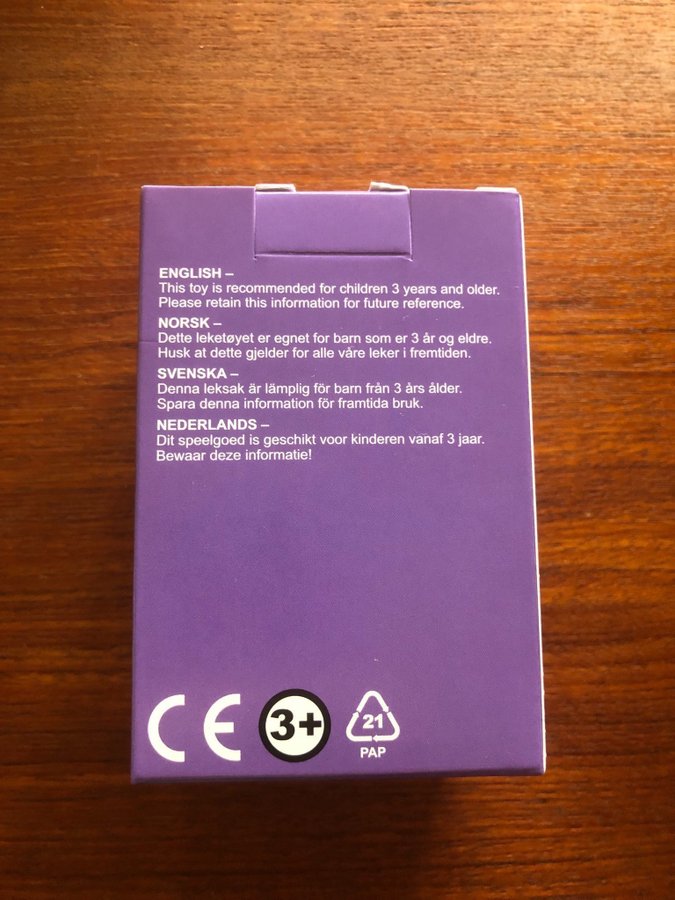 ENGLISH –
This toy is recommended for children 3 years and older.
Please retain this information for future reference.
NORSK –
Dette leketøyet er egnet for barn som er 3 år og eldre.
Husk at dette gjelder for alle våre leker i fremtiden.
SVENSKA –
Denna leksak är lämplig för barn från 3 års ålder.
Spara denna information för framtida bruk.
NEDERLANDS –
Dit speelgoed is geschikt voor kinderen vanaf 3 jaar.
Bewaar deze informatie!
CE 3+ 21
PAP